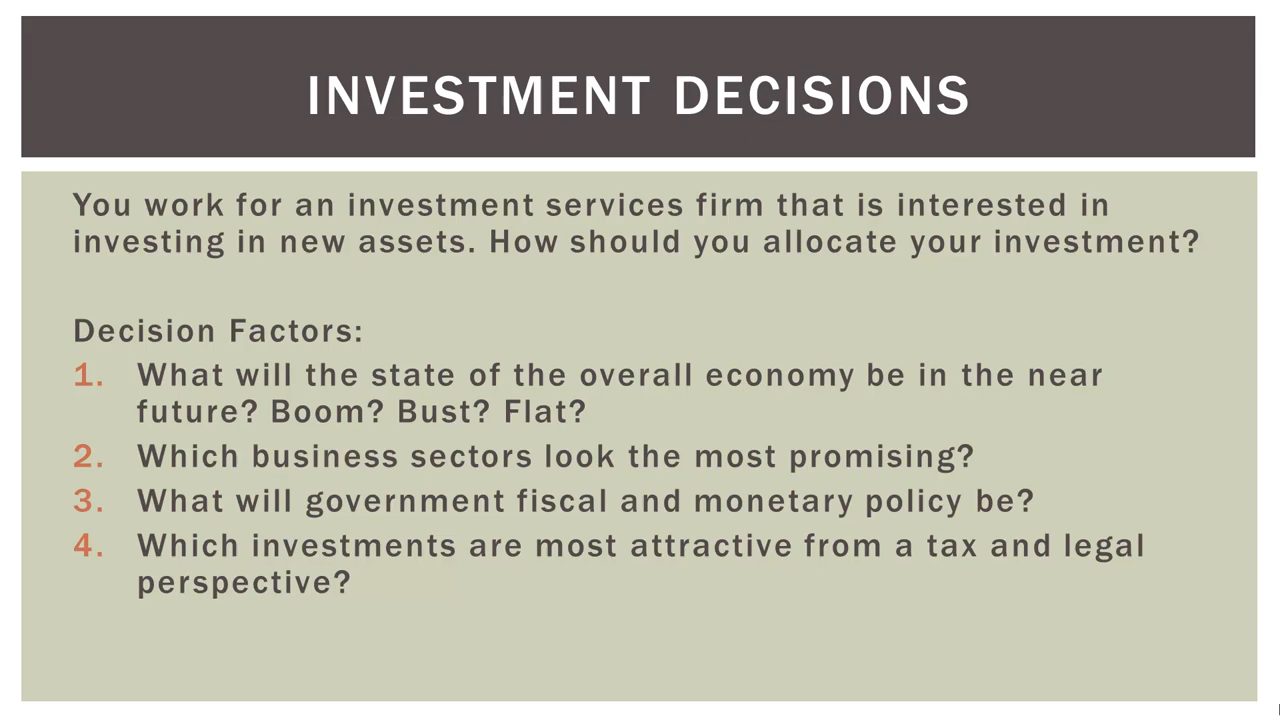 INVESTMENT DECISIONS
You work for an investment services firm that is interested in
investing in new assets. How should you allocate your investment?
Decision Factors:
1. What will the state of the overall economy be in the near
future? Boom? Bust? Flat?
2. Which business sectors look the most promising?
3. What will government fiscal and monetary policy be?
4. Which investments are most attractive from a tax and legal
perspective?